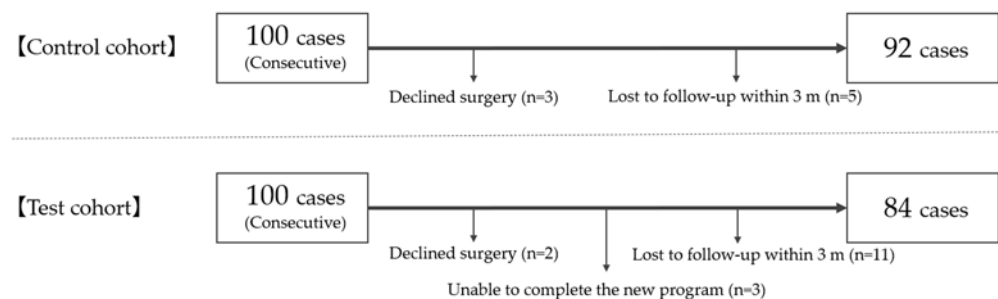 【Control cohort】
100 cases
(Consecutive)
92 cases
Declined surgery (n=3)
Lost to follow-up within 3 m (n=5)
【Test cohort】
100 cases
(Consecutive)
84 cases
Declined surgery (n=2)
Lost to follow-up within 3 m (n=11)
Unable to complete the new program (n=3)